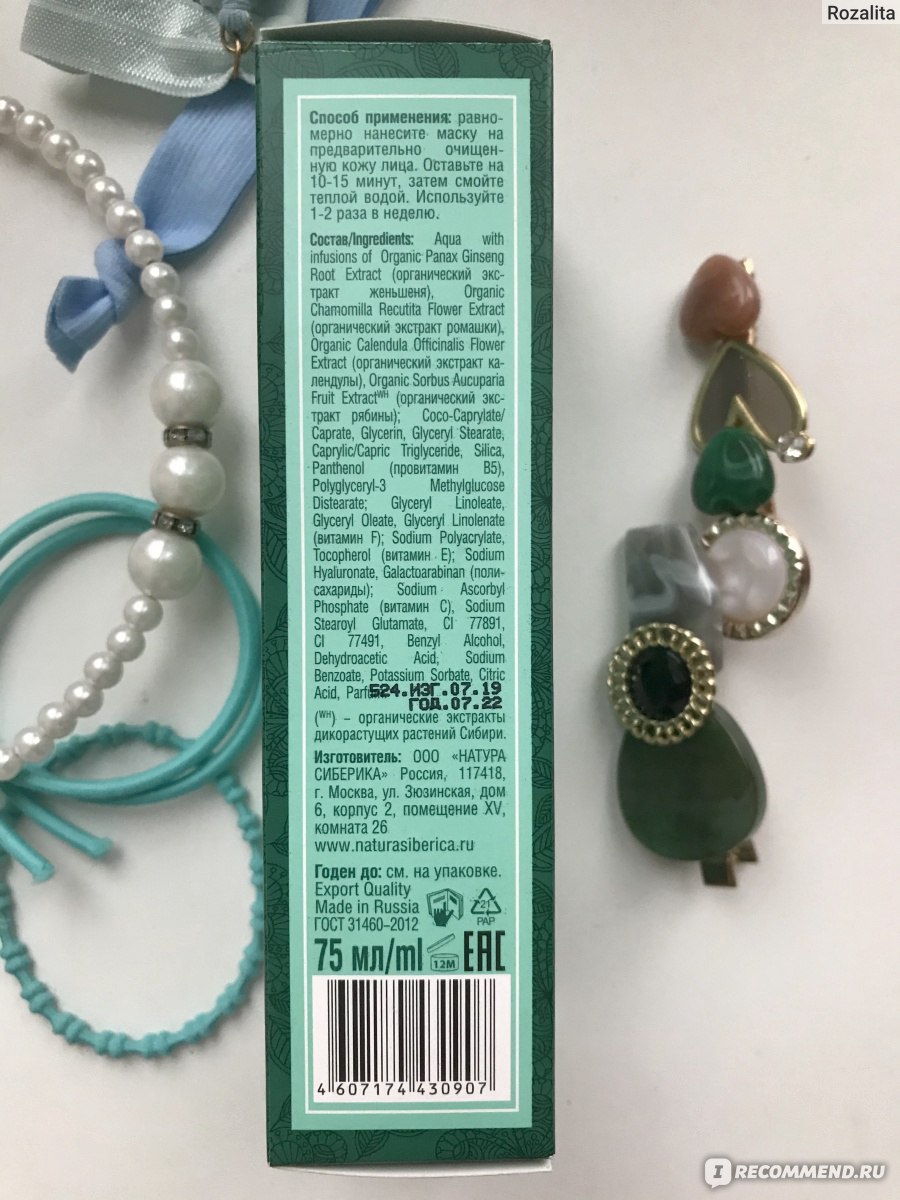 Rozalita
Способ применения: равно-
мерно нанесите маску на
предварительно очищен-
ную кожу лица. Оставьте на
10-15 минут, затем смойте
теплой водой. Используйте
1-2 раза в неделю.
Состав/Ingredients: Aqua with
infusions of Organic Panax Ginseng
Root Extract (органический экс-
тракт женьшеня), Organic
Chamomilla Recutita Flower Extract
(органический экстракт ромашки),
Organic Calendula Officinalis Flower
Extract (органический экстракт ка-
лендулы), Organic Sorbus Aucuparia
Fruit Extract(WH) (органический экс-
тракт рябины); Coco-Caprylate/
Caprate, Glycerin, Glyceryl Stearate,
Caprylic/Capric Triglyceride, Silica,
Panthenol (провитамин B5),
Polyglyceryl-3 Methylglucose
Distearate; Glyceryl Linoleate,
Glyceryl Oleate, Glyceryl Linolenate
(витамин F); Sodium Polyacrylate,
Tocopherol (витамин E); Sodium
Hyaluronate, Galactoarabinan (поли-
сахариды); Sodium Ascorbyl
Phosphate (витамин C), Sodium
Stearoyl Glutamate, CI 77891,
CI 77491, Benzyl Alcohol,
Dehydroacetic Acid, Sodium
Benzoate, Potassium Sorbate, Citric
Acid, 524.ИЗГ.07.19
ГОД.07.22
(WH) – органические экстракты
дикорастущих растений Сибири.
Изготовитель: ООО «НАТУРА
СИБЕРИКА» Россия, 117418,
г. Москва, ул. Зюзинская, дом
6, корпус 2, помещение XV,
комната 26
www.naturasiberica.ru
Годен до: см. на упаковке.
Export Quality
Made in Russia
ГОСТ 31460–2012
21
PAP
75 мл/ml 12M EAC
4 607174 430907
IRECOMMEND.RU